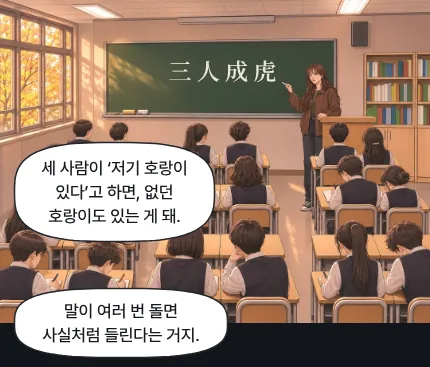 三人成虎
세 사람이 ‘저기 호랑이
있다’고 하면, 없던
호랑이도 있는 게 돼.
말이 여러 번 돌면
사실처럼 들린다는 거지.